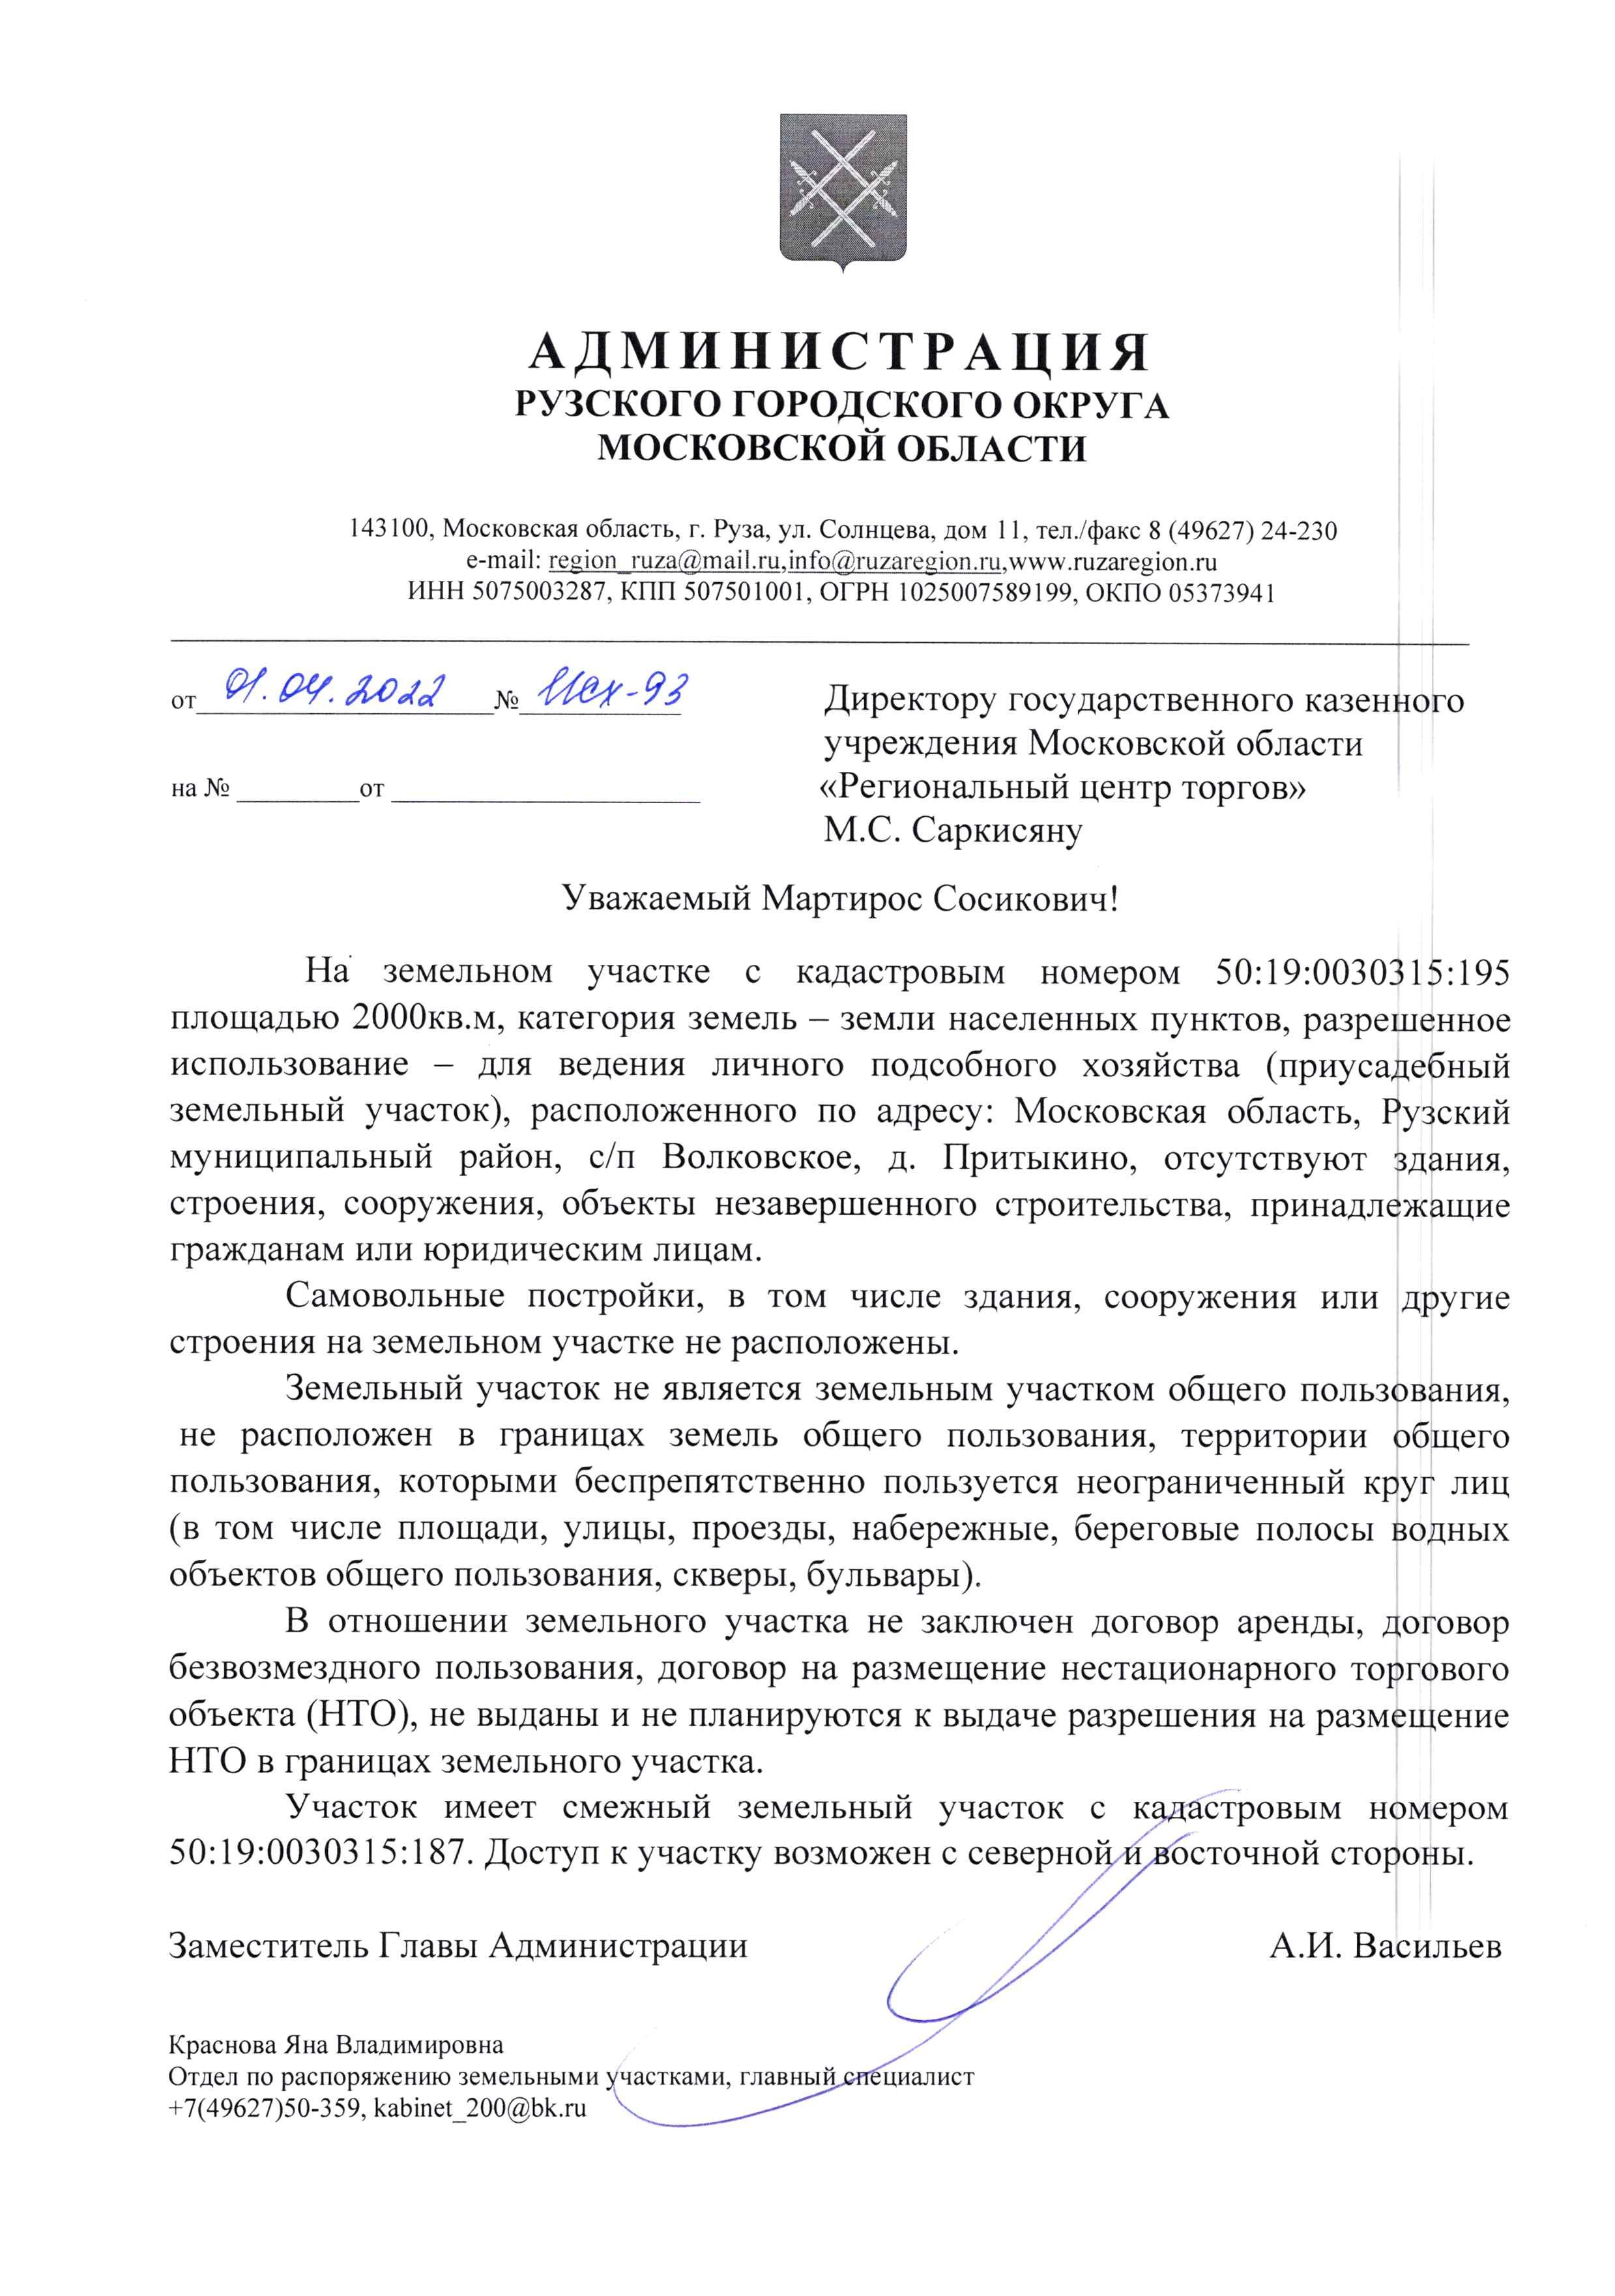 АДМИНИСТРАЦИЯ
РУЗСКОГО ГОРОДСКОГО ОКРУГА
МОСКОВСКОЙ ОБЛАСТИ
143100, Московская область, г. Руза, ул. Солнцева, дом 11, тел./факс 8 (49627) 24-230
e-mail: region_ruza@mail.ru,info@ruzaregion.ru,www.ruzaregion.ru
ИНН 5075003287, КПП 507501001, ОГРН 1025007589199, ОКПО 05373941
от 01.04.2022 № Исх-93
на № __________ от __________
Директору государственного казенного
учреждения Московской области
«Региональный центр торгов»
М.С. Саркисяну
Уважаемый Мартирос Сосикович!
На земельном участке с кадастровым номером 50:19:0030315:195
площадью 2000кв.м, категория земель – земли населенных пунктов, разрешенное
использование – для ведения личного подсобного хозяйства (приусадебный
земельный участок), расположенного по адресу: Московская область, Рузский
муниципальный район, с/п Волковское, д. Притыкино, отсутствуют здания,
строения, сооружения, объекты незавершенного строительства, принадлежащие
гражданам или юридическим лицам.
Самовольные постройки, в том числе здания, сооружения или другие
строения на земельном участке не расположены.
Земельный участок не является земельным участком общего пользования,
не расположен в границах земель общего пользования, территории общего
пользования, которыми беспрепятственно пользуется неограниченный круг лиц
(в том числе площади, улицы, проезды, набережные, береговые полосы водных
объектов общего пользования, скверы, бульвары).
В отношении земельного участка не заключен договор аренды, договор
безвозмездного пользования, договор на размещение нестационарного торгового
объекта (НТО), не выданы и не планируются к выдаче разрешения на размещение
НТО в границах земельного участка.
Участок имеет смежный земельный участок с кадастровым номером
50:19:0030315:187. Доступ к участку возможен с северной и восточной стороны.
Заместитель Главы Администрации А.И. Васильев
Краснова Яна Владимировна
Отдел по распоряжению земельными участками, главный специалист
+7(49627)50-359, kabinet_200@bk.ru